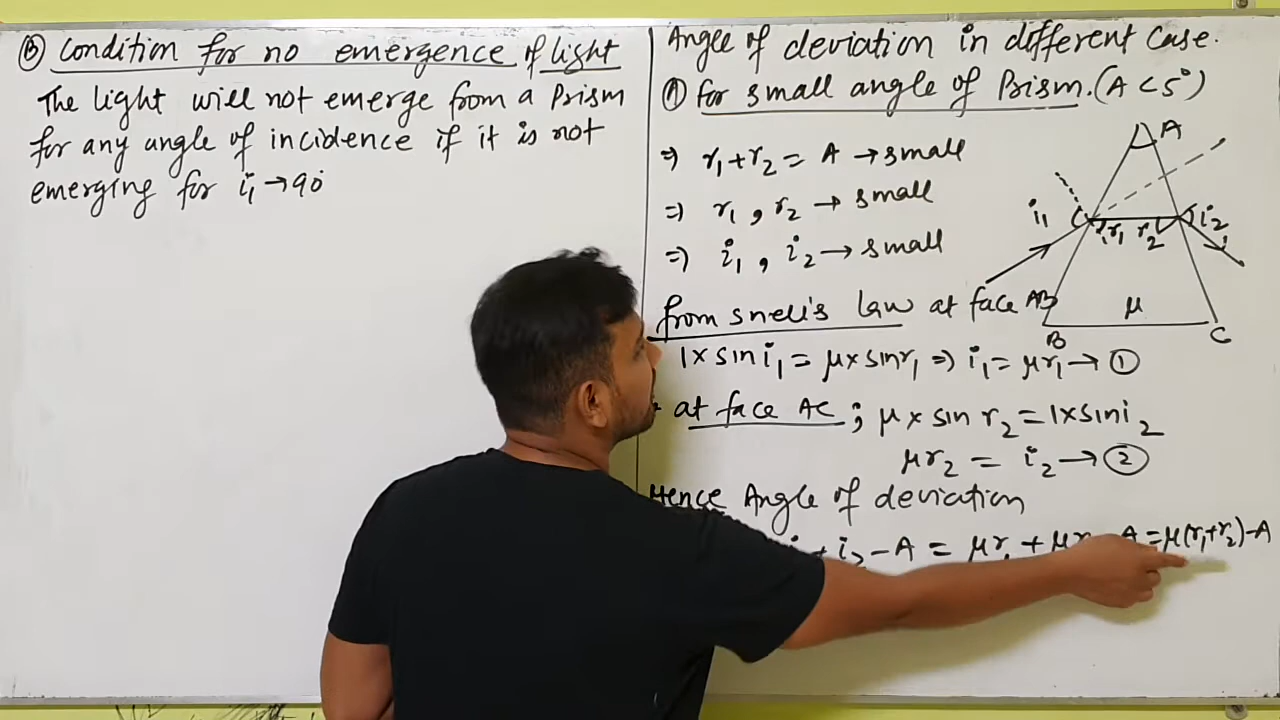 (B) Condition for no emergence of light
The light will not emerge from a Prism
for any angle of incidence if it is not
emerging for i₁→90°
Angle of deviation in different Case.
(A) for small angle of Prism. (A<5°)
⇒ r₁+r₂ = A → small
⇒ r₁, r₂ → small
⇒ i₁, i₂ → small
A
i₁
r₁ r₂
i₂
μ
B
C
from snell's law at face AB
1×sin i₁ = μ×sin r₁ ⇒ i₁ = μr₁ → ①
at face AC ; μ×sin r₂ = 1×sin i₂
μr₂ = i₂ → ②
Hence Angle of deviation
+ i₂ - A = μr₁ + μr A = μ(r₁+r₂)-A